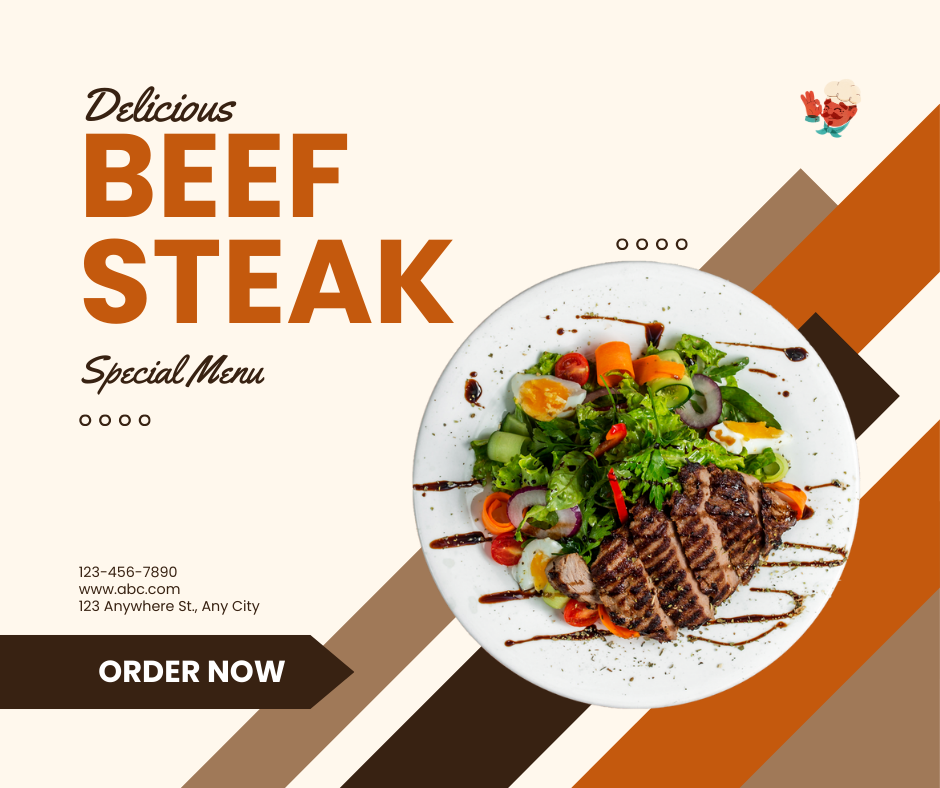 Delicious
BEEF
STEAK
Special Menu
123-456-7890
www.abc.com
123 Anywhere St., Any City
ORDER NOW